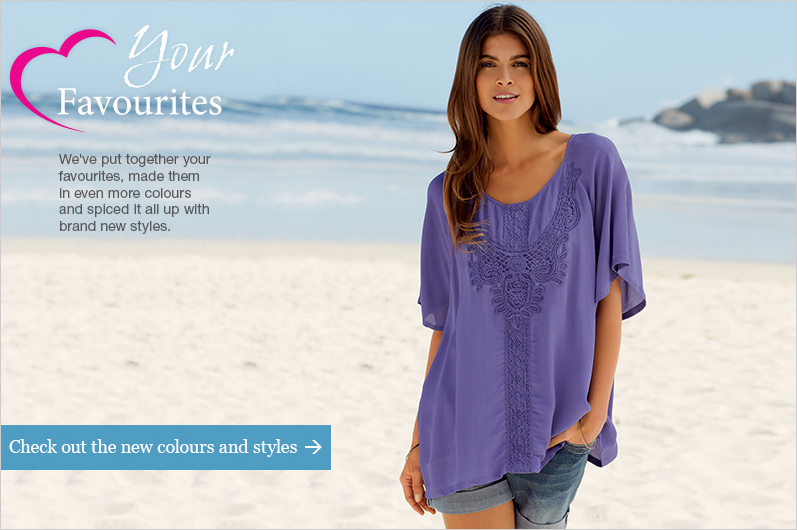 Your
Favourites
We've put together your
favourites, made them
in even more colours
and spiced it all up with
brand new styles.
Check out the new colours and styles →